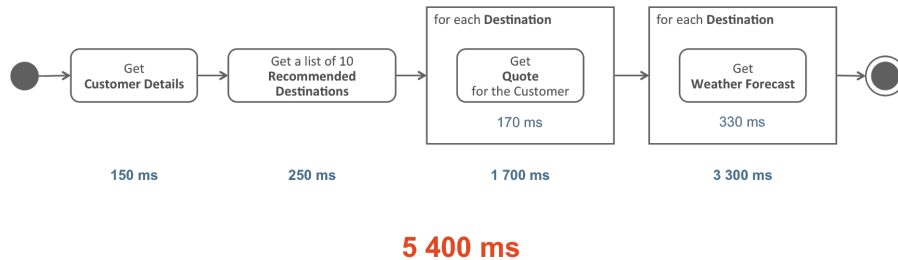 Get
Customer Details
150 ms
Get a list of 10
Recommended
Destinations
250 ms
for each Destination
Get
Quote
for the Customer
170 ms
1 700 ms
for each Destination
Get
Weather Forecast
330 ms
3 300 ms
5 400 ms